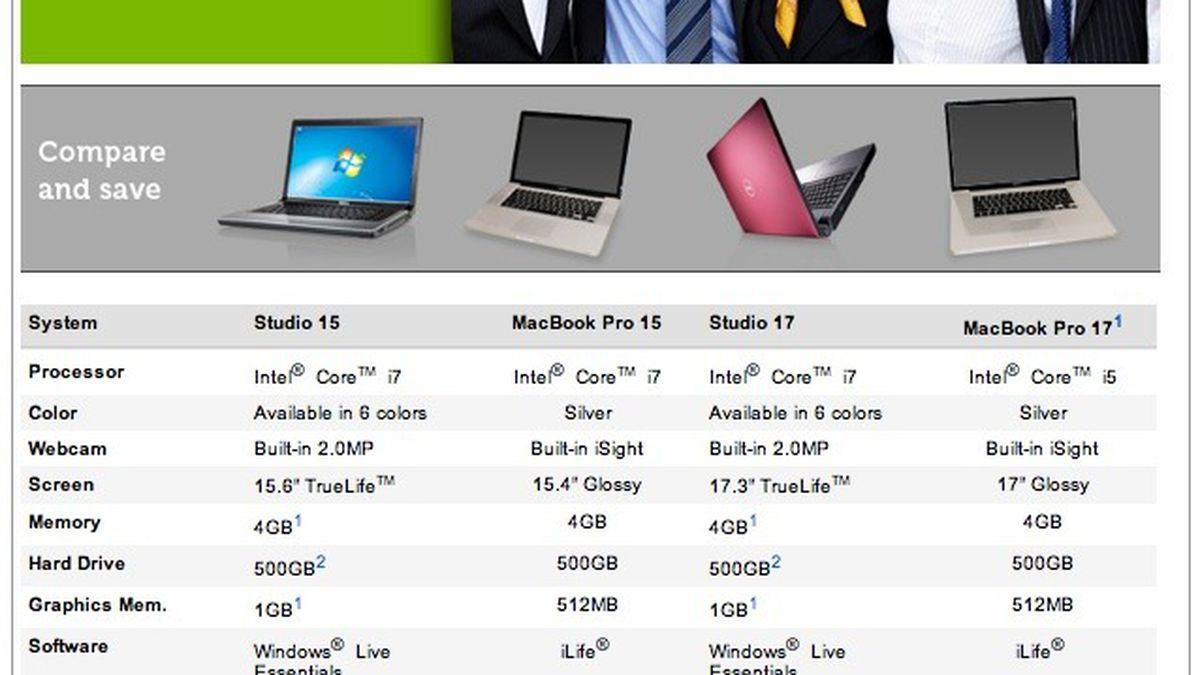 Compare
and save
System Studio 15 MacBook Pro 15 Studio 17 MacBook Pro 17¹
Processor Intel® Core™ i7 Intel® Core™ i7 Intel® Core™ i7 Intel® Core™ i5
Color Available in 6 colors Silver Available in 6 colors Silver
Webcam Built-in 2.0MP Built-in iSight Built-in 2.0MP Built-in iSight
Screen 15.6" TrueLife™ 15.4" Glossy 17.3" TrueLife™ 17" Glossy
Memory 4GB¹ 4GB 4GB¹ 4GB
Hard Drive 500GB² 500GB 500GB² 500GB
Graphics Mem. 1GB¹ 512MB 1GB¹ 512MB
Software Windows® Live iLife® Windows® Live iLife®
Essentials Essentials